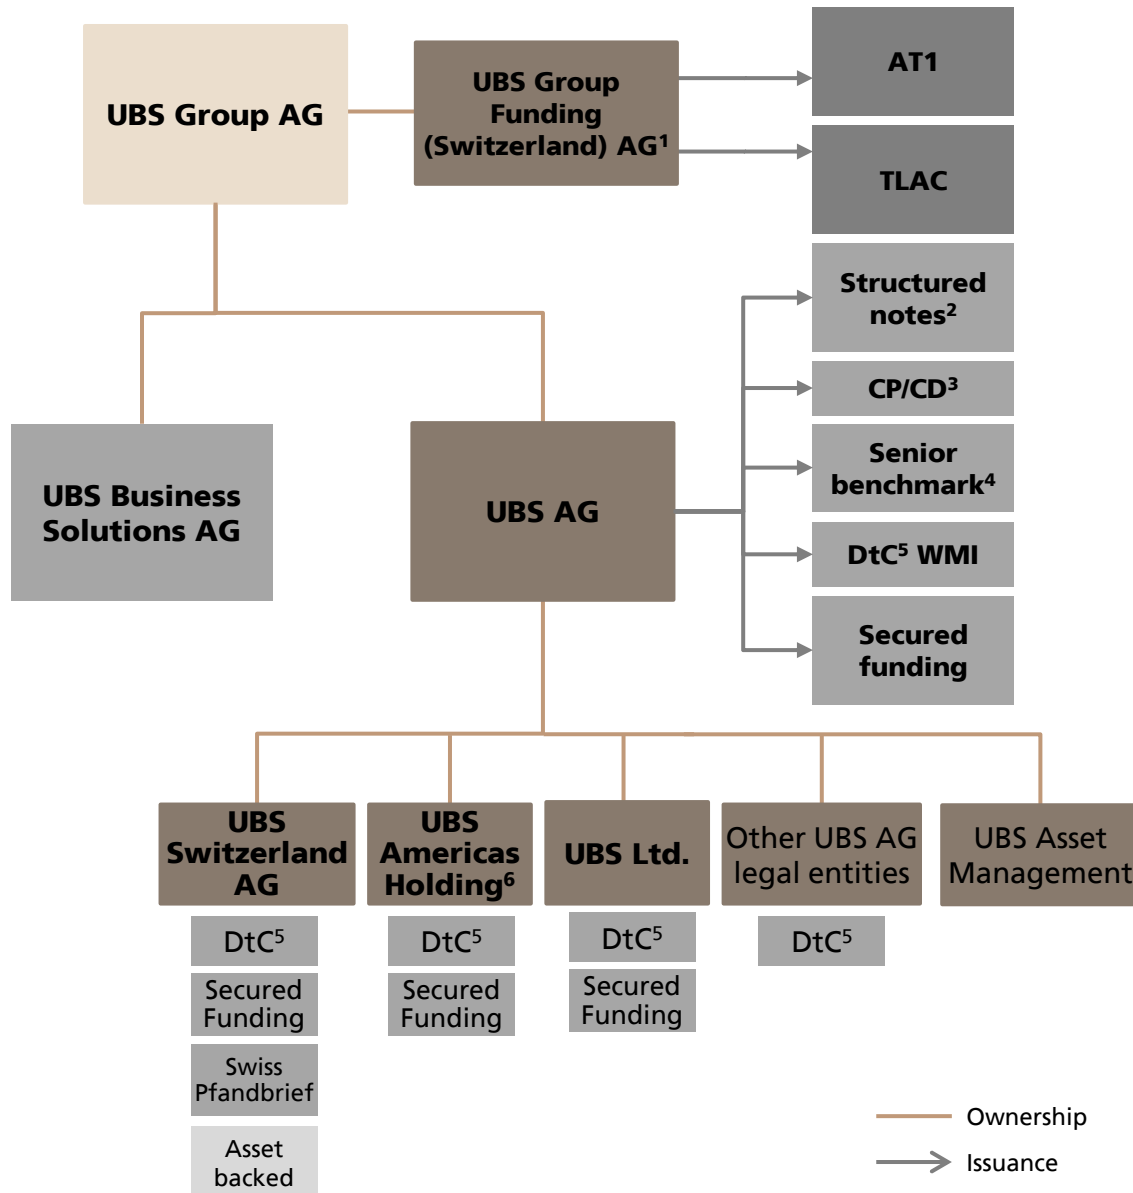 UBS Group AG
UBS Group
Funding
(Switzerland) AG¹
AT1
TLAC
Structured
notes²
CP/CD³
Senior
benchmark⁴
DtC⁵ WMI
Secured
funding
UBS Business
Solutions AG
UBS AG
UBS
Switzerland
AG
UBS
Americas
Holding⁶
UBS Ltd.
Other UBS AG
legal entities
UBS Asset
Management
DtC⁵
Secured
Funding
Swiss
Pfandbrief
Asset
backed
DtC⁵
Secured
Funding
DtC⁵
Secured
Funding
DtC⁵
Ownership
Issuance